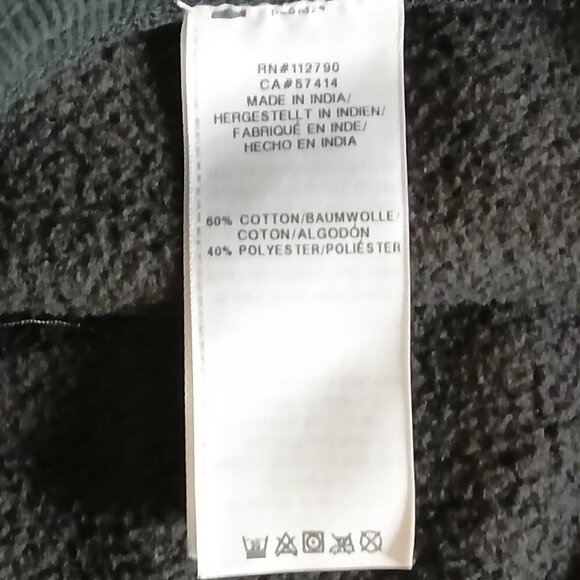 RN#112790
CA#57414
MADE IN INDIA/
HERGESTELLT IN INDIEN/
FABRIQUÉ EN INDE/
HECHO EN INDIA
60% COTTON/BAUMWOLLE/
COTON/ALGODÓN
40% POLYESTER/POLIÉSTER